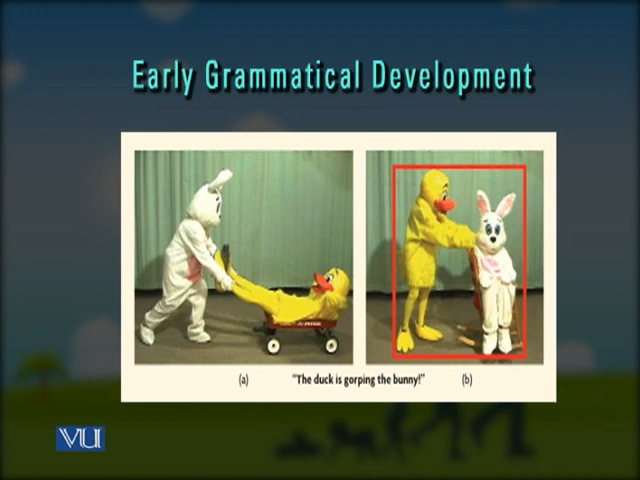 Early Grammatical Development
(a) "The duck is gorping the bunny!" (b)
VU